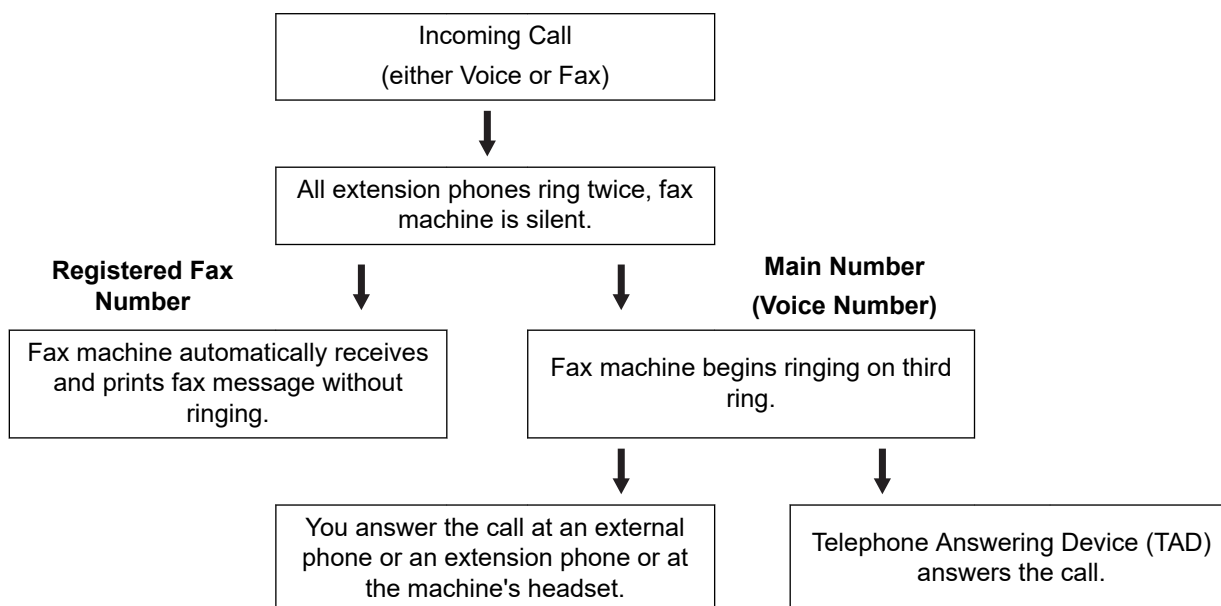 Incoming Call
(either Voice or Fax)
All extension phones ring twice, fax
machine is silent.
Registered Fax
Number
Main Number
(Voice Number)
Fax machine automatically receives
and prints fax message without
ringing.
Fax machine begins ringing on third
ring.
You answer the call at an external
phone or an extension phone or at
the machine's headset.
Telephone Answering Device (TAD)
answers the call.